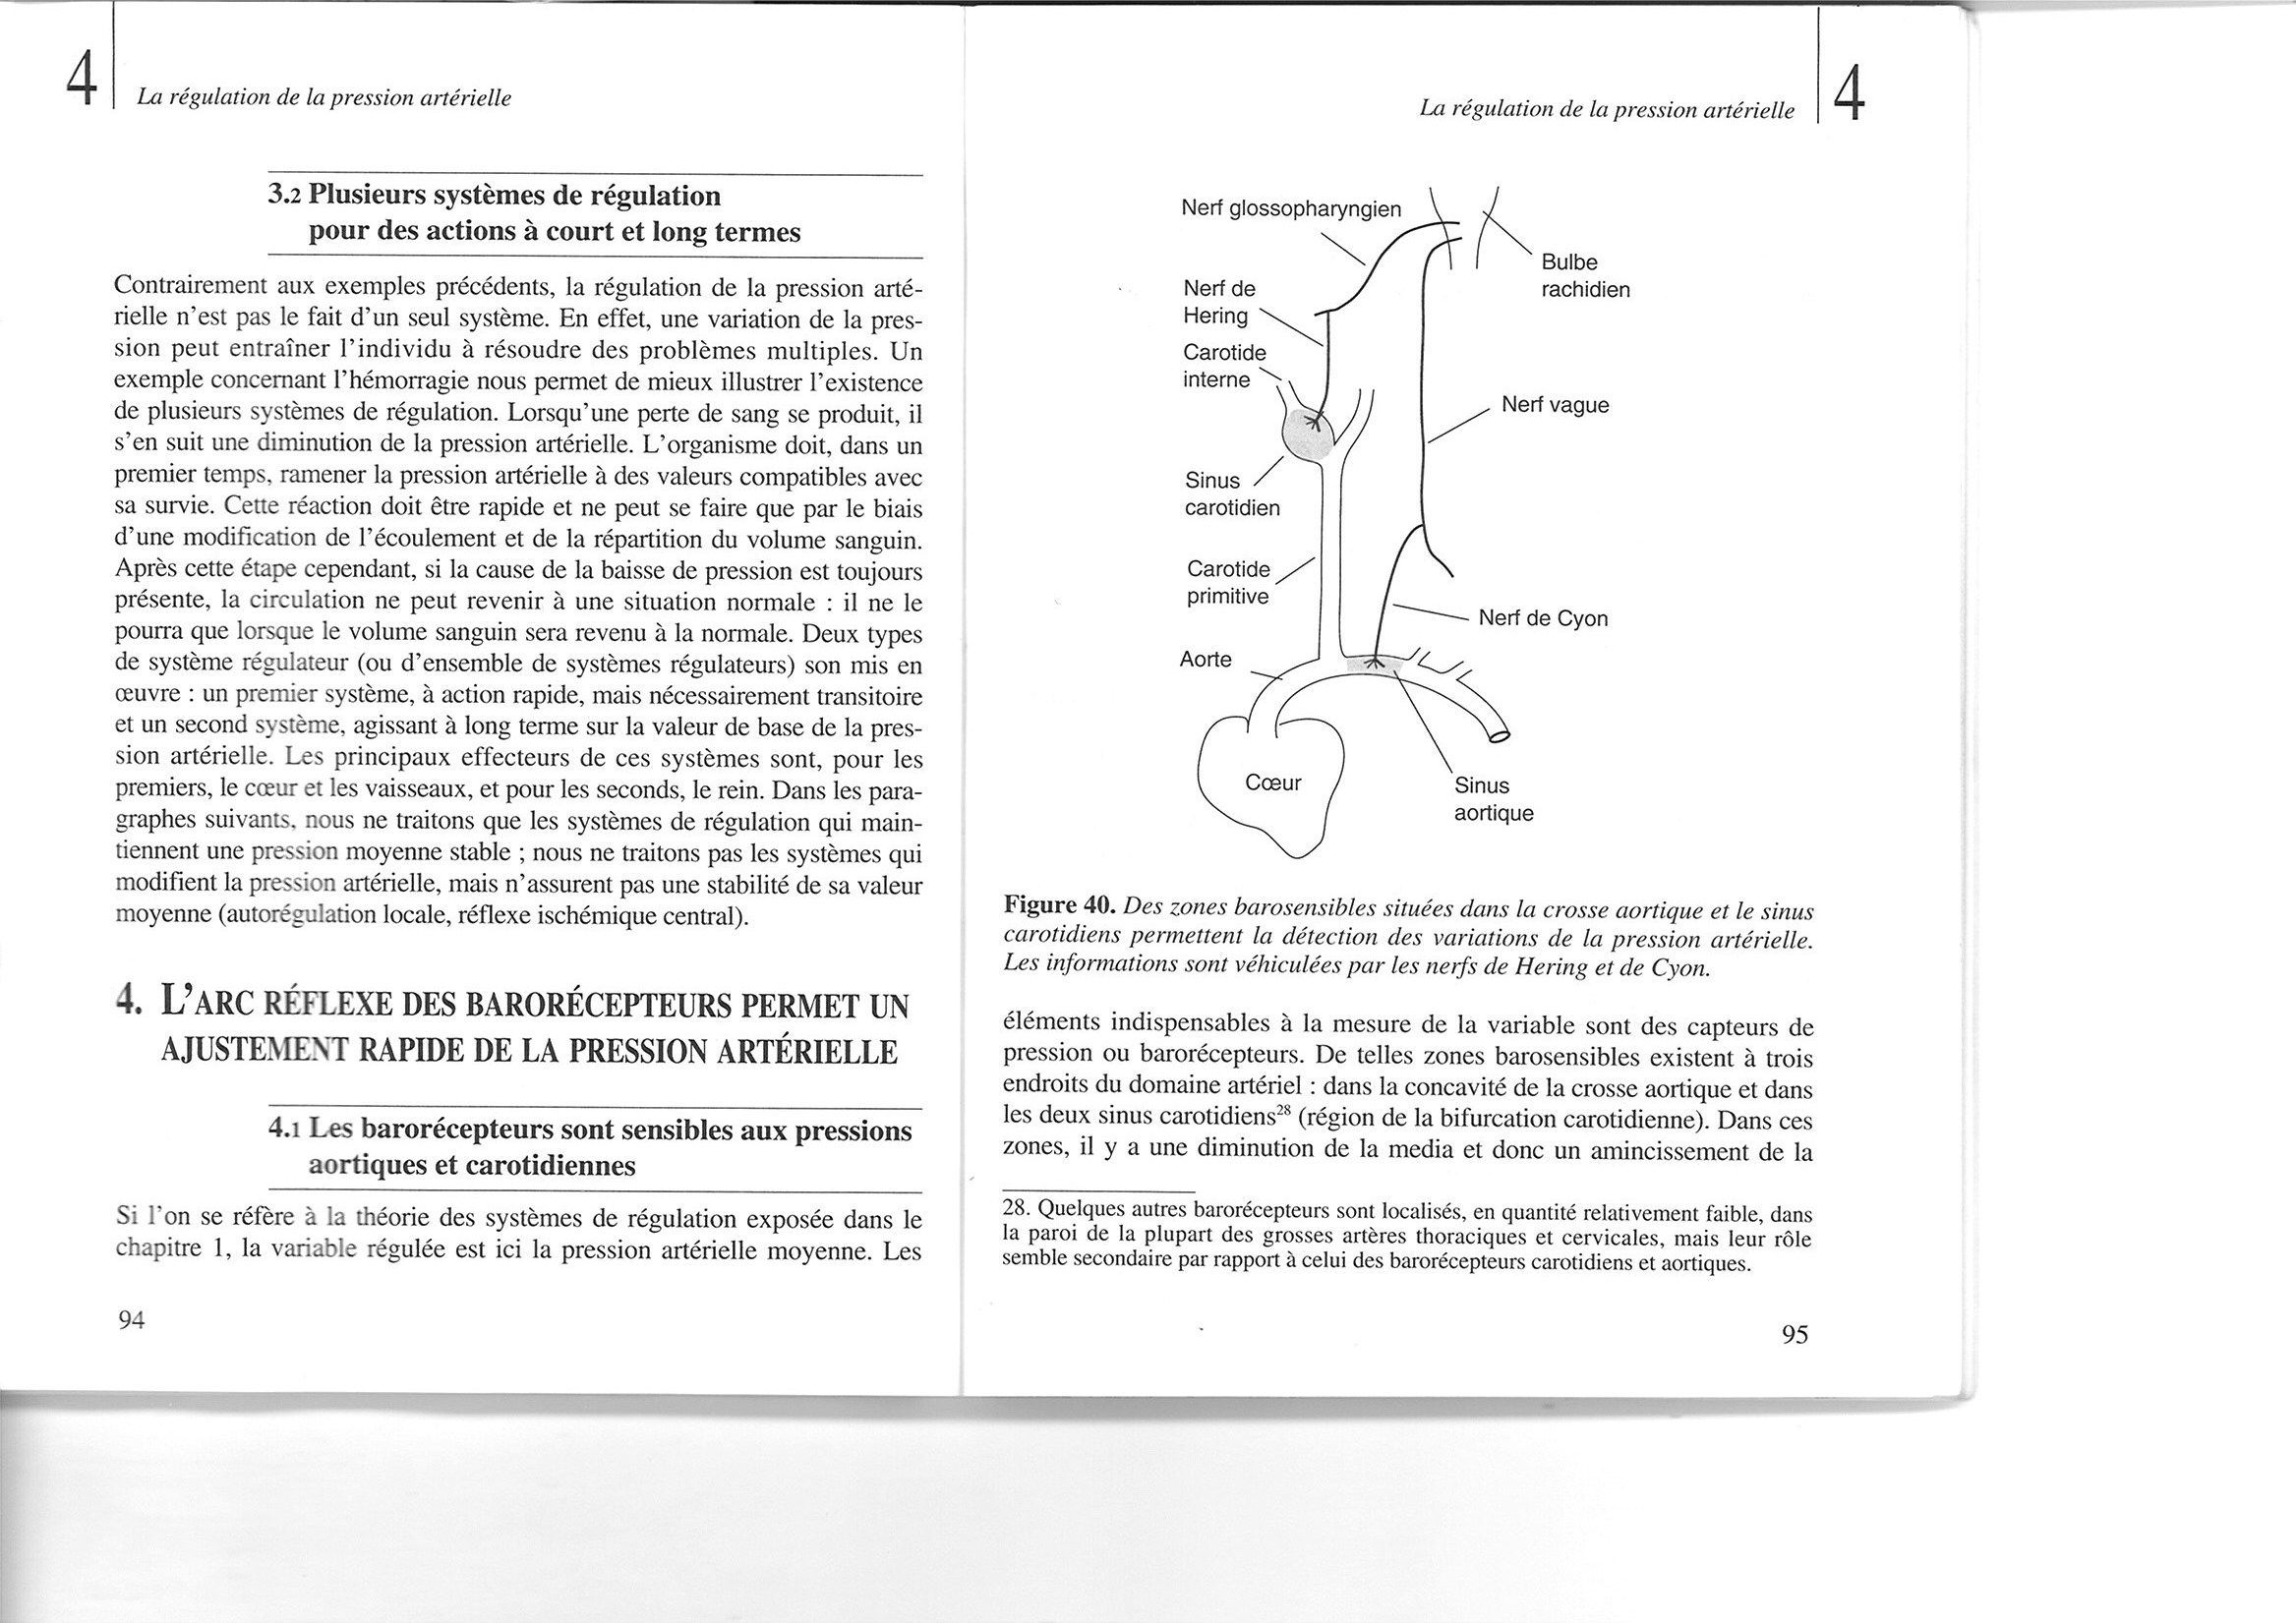 4
La régulation de la pression artérielle
3.2 Plusieurs systèmes de régulation
pour des actions à court et long termes
Contrairement aux exemples précédents, la régulation de la pression arté-
rielle n’est pas le fait d’un seul système. En effet, une variation de la pres-
sion peut entraîner l’individu à résoudre des problèmes multiples. Un
exemple concernant l’hémorragie nous permet de mieux illustrer l’existence
de plusieurs systèmes de régulation. Lorsqu’une perte de sang se produit, il
s’en suit une diminution de la pression artérielle. L’organisme doit, dans un
premier temps, ramener la pression artérielle à des valeurs compatibles avec
sa survie. Cette réaction doit être rapide et ne peut se faire que par le biais
d’une modification de l’écoulement et de la répartition du volume sanguin.
Après cette étape cependant, si la cause de la baisse de pression est toujours
présente, la circulation ne peut revenir à une situation normale : il ne le
pourra que lorsque le volume sanguin sera revenu à la normale. Deux types
de système régulateur (ou d’ensemble de systèmes régulateurs) son mis en
œuvre : un premier système, à action rapide, mais nécessairement transitoire
et un second système, agissant à long terme sur la valeur de base de la pres-
sion artérielle. Les principaux effecteurs de ces systèmes sont, pour les
premiers, le cœur et les vaisseaux, et pour les seconds, le rein. Dans les para-
graphes suivants, nous ne traitons que les systèmes de régulation qui main-
tiennent une pression moyenne stable ; nous ne traitons pas les systèmes qui
modifient la pression artérielle, mais n’assurent pas une stabilité de sa valeur
moyenne (autorégulation locale, réflexe ischémique central).
4. L’ARC RÉFLEXE DES BARORÉCEPTEURS PERMET UN
AJUSTEMENT RAPIDE DE LA PRESSION ARTÉRIELLE
4.1 Les barorécepteurs sont sensibles aux pressions
aortiques et carotidiennes
Si l’on se réfère à la théorie des systèmes de régulation exposée dans le
chapitre 1, la variable régulée est ici la pression artérielle moyenne. Les
94
La régulation de la pression artérielle
4
Nerf glossopharyngien
Bulbe
rachidien
Nerf de
Hering
Carotide
interne
Nerf vague
Sinus
carotidien
Carotide
primitive
Nerf de Cyon
Aorte
Cœur
Sinus
aortique
Figure 40. Des zones barosensibles situées dans la crosse aortique et le sinus
carotidiens permettent la détection des variations de la pression artérielle.
Les informations sont véhiculées par les nerfs de Hering et de Cyon.
éléments indispensables à la mesure de la variable sont des capteurs de
pression ou barorécepteurs. De telles zones barosensibles existent à trois
endroits du domaine artériel : dans la concavité de la crosse aortique et dans
les deux sinus carotidiens²⁸ (région de la bifurcation carotidienne). Dans ces
zones, il y a une diminution de la media et donc un amincissement de la
28. Quelques autres barorécepteurs sont localisés, en quantité relativement faible, dans
la paroi de la plupart des grosses artères thoraciques et cervicales, mais leur rôle
semble secondaire par rapport à celui des barorécepteurs carotidiens et aortiques.
95